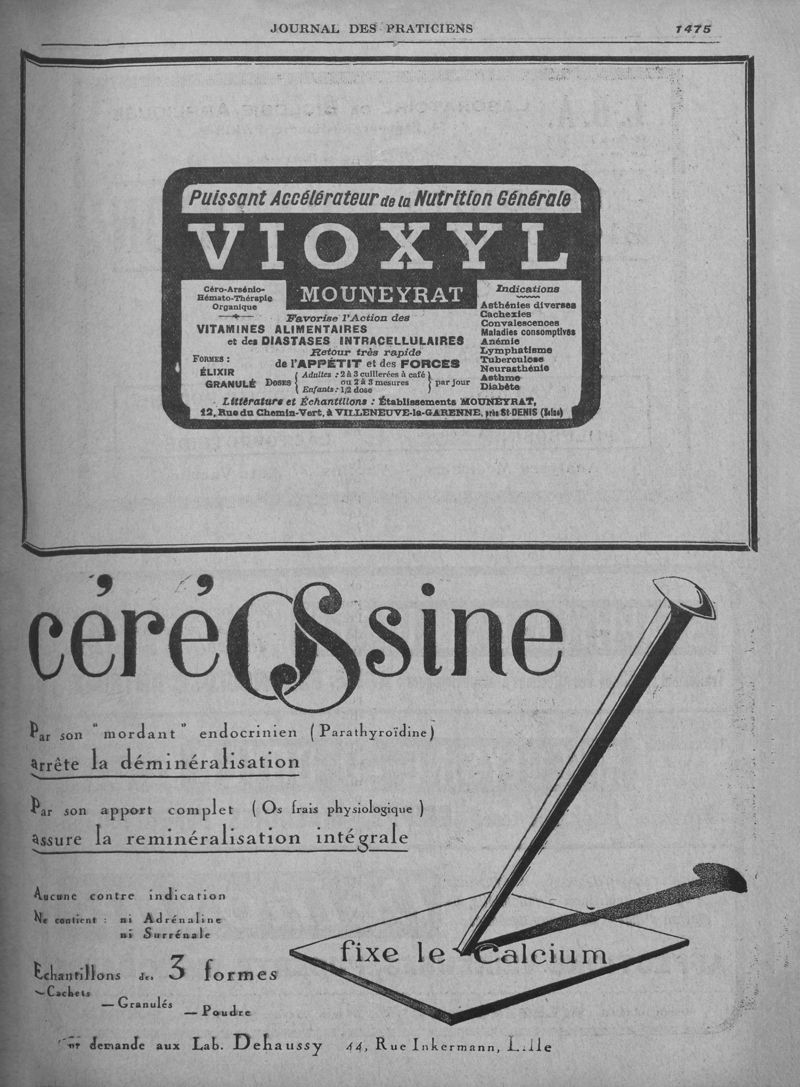 JOURNAL DES PRATICIENS 1475
Puissant Accélérateur de la Nutrition Générale
VIOXYL
MOUNEYRAT
Céro-Arsénio-
Hémato-Thérapie
Organique
Favorise l'Action des
VITAMINES ALIMENTAIRES
et des DIASTASES INTRACELLULAIRES
Retour très rapide
de l'APPÉTIT et des FORCES
FORMES :
ÉLIXIR
GRANULÉ
DOSES
Adultes : 2 à 3 cuillerées à café
ou 2 à 3 mesures
Enfants : 1/2 dose
par jour
Indications
Asthénies diverses
Cachexies
Convalescences
Maladies consomptives
Anémie
Lymphatisme
Tuberculose
Neurasthénie
Asthme
Diabète
Littérature et Échantillons : Établissements MOUNEYRAT,
12, Rue du Chemin-Vert, à VILLENEUVE-la-GARENNE, près St-DENIS (Seine)
céréOSsine
Par son "mordant" endocrinien (Parathyroïdine)
arrête la déminéralisation
Par son apport complet (Os frais physiologique)
assure la reminéralisation intégrale
Aucune contre indication
Ne contient : ni Adrénaline
ni Surrénale
Echantillons de 3 formes
— Cachets
— Granulés
— Poudre
fixe le Calcium
demande aux Lab. Dehaussy 44, Rue Inkermann, Lille